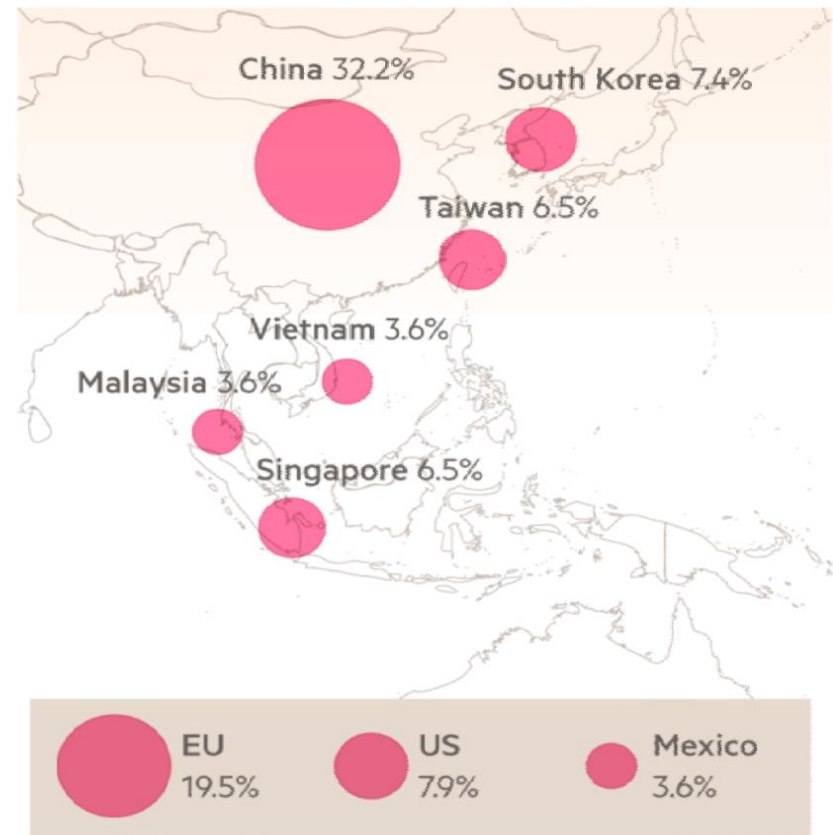 China 32.2%
South Korea 7.4%
Taiwan 6.5%
Vietnam 3.6%
Malaysia 3.6%
Singapore 6.5%
EU
19.5%
US
7.9%
Mexico
3.6%